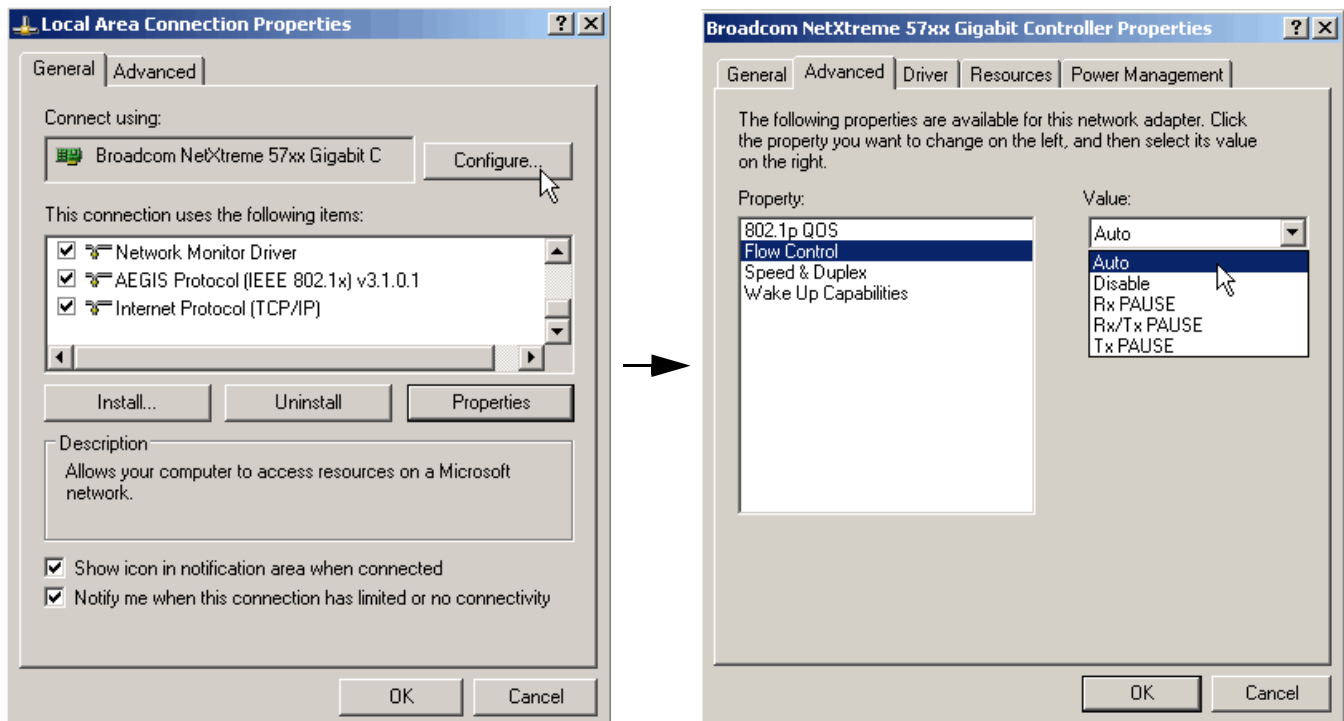 Local Area Connection Properties
General
Advanced
Connect using:
Broadcom NetXtreme 57xx Gigabit C
Configure...
This connection uses the following items:
Network Monitor Driver
AEGIS Protocol (IEEE 802.1x) v3.1.0.1
Internet Protocol (TCP/IP)
Install...
Uninstall
Properties
Description
Allows your computer to access resources on a Microsoft
network.
Show icon in notification area when connected
Notify me when this connection has limited or no connectivity
OK
Cancel
Broadcom NetXtreme 57xx Gigabit Controller Properties
General
Advanced
Driver
Resources
Power Management
The following properties are available for this network adapter. Click
the property you want to change on the left, and then select its value
on the right.
Property:
802.1p QOS
Flow Control
Speed & Duplex
Wake Up Capabilities
Value:
Auto
Auto
Disable
Rx PAUSE
Rx/Tx PAUSE
Tx PAUSE
OK
Cancel